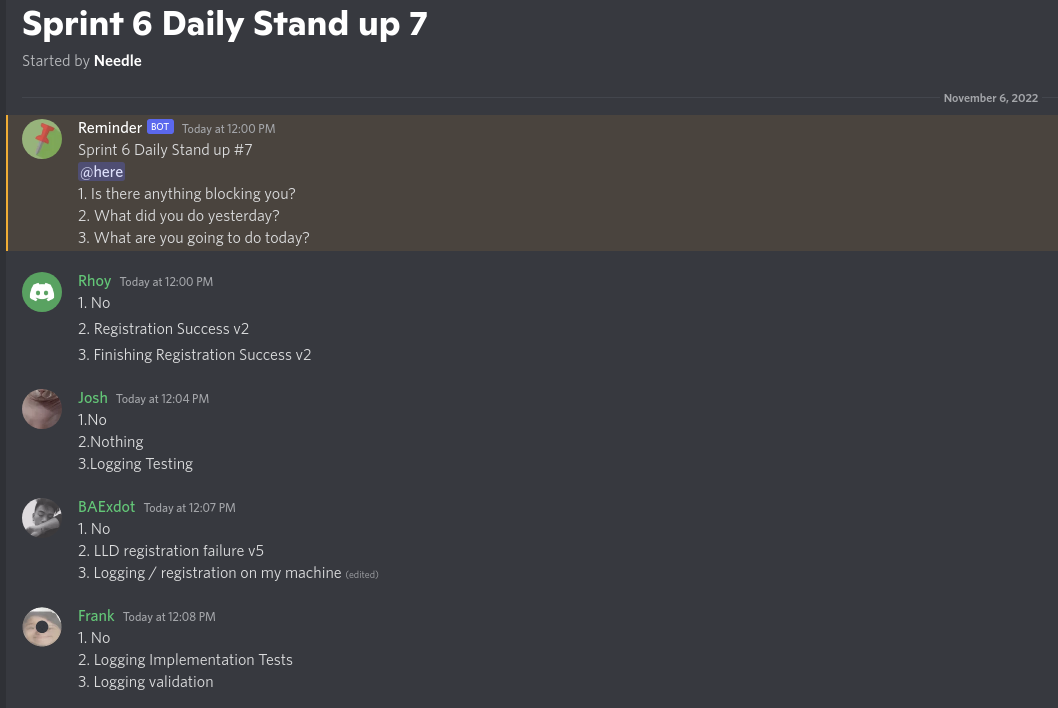 Sprint 6 Daily Stand up 7
Started by Needle
November 6, 2022
Reminder BOT Today at 12:00 PM
Sprint 6 Daily Stand up #7
@here
1. Is there anything blocking you?
2. What did you do yesterday?
3. What are you going to do today?
Rhoy Today at 12:00 PM
1. No
2. Registration Success v2
3. Finishing Registration Success v2
Josh Today at 12:04 PM
1.No
2.Nothing
3.Logging Testing
BAExdot Today at 12:07 PM
1. No
2. LLD registration failure v5
3. Logging / registration on my machine (edited)
Frank Today at 12:08 PM
1. No
2. Logging Implementation Tests
3. Logging validation